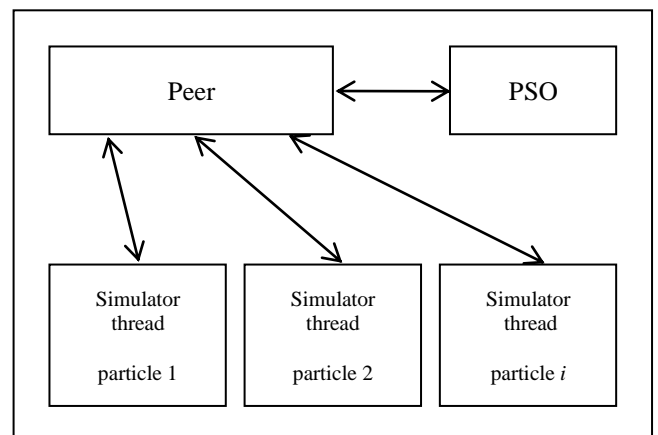 Peer
PSO
Simulator
thread
particle 1
Simulator
thread
particle 2
Simulator
thread
particle i